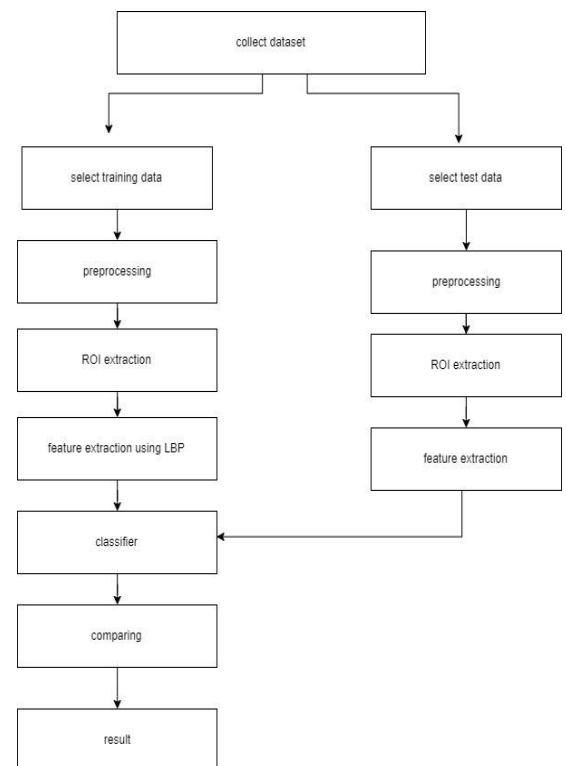 collect dataset
select training data
select test data
preprocessing
preprocessing
ROI extraction
ROI extraction
feature extraction using LBP
feature extraction
classifier
comparing
result